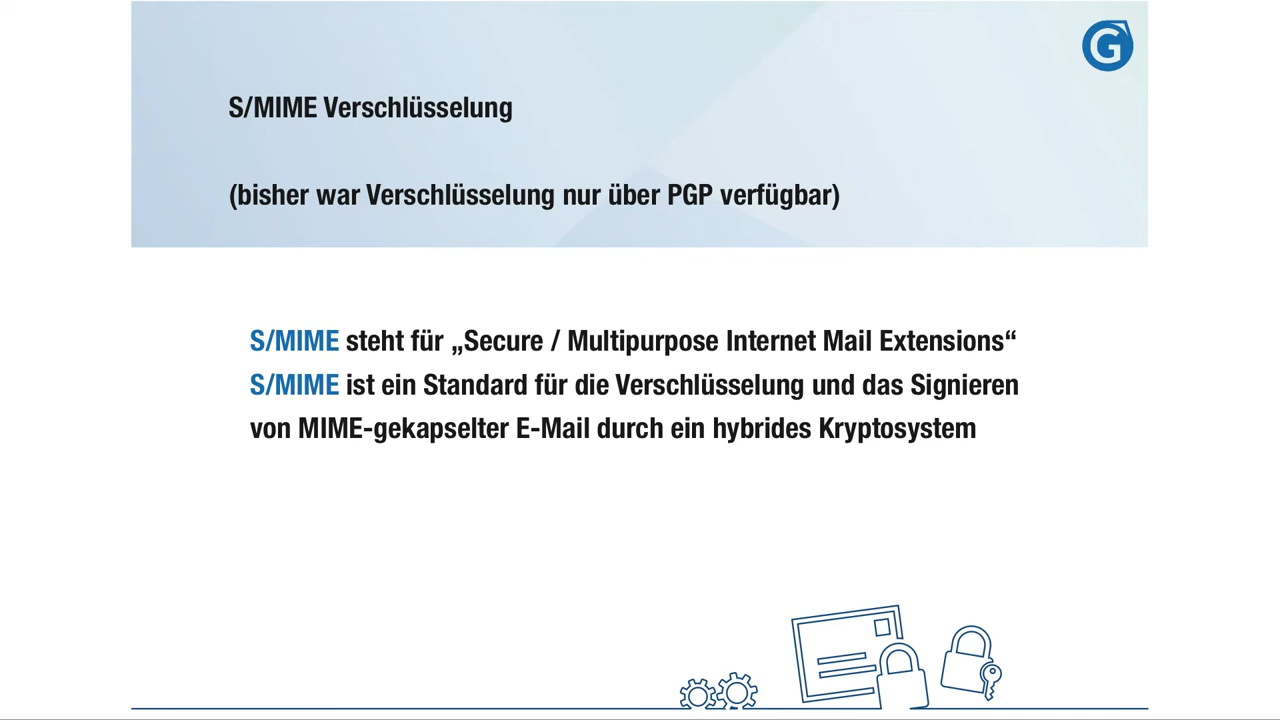 G
S/MIME Verschlüsselung
(bisher war Verschlüsselung nur über PGP verfügbar)
S/MIME steht für „Secure / Multipurpose Internet Mail Extensions“
S/MIME ist ein Standard für die Verschlüsselung und das Signieren
von MIME-gekapselter E-Mail durch ein hybrides Kryptosystem